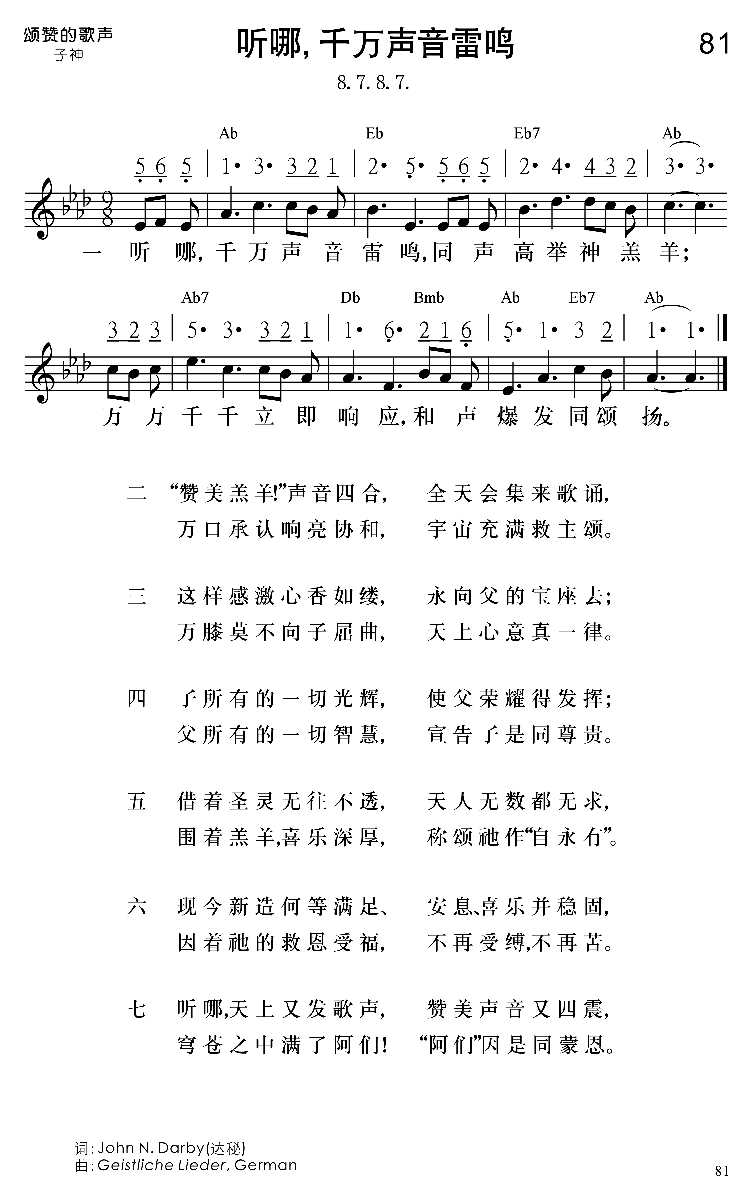 颂赞的歌声
子神
听哪，千万声音雷鸣
81
8. 7. 8. 7.
Ab Eb Eb7 Ab
5 6 5 | 1· 3· 3 2 1 | 2· 5· 5 6 5 | 2· 4· 4 3 2 | 3· 3·
9/8
一 听哪，千万声音雷鸣，同声高举神羔羊；
Ab7 Db Bmb Ab Eb7 Ab
3 2 3 | 5· 3· 3 2 1 | 1· 6· 2 1 6 | 5· 1· 3 2 | 1· 1·
万万千千立即响应，和声爆发同颂扬。
二 “赞美羔羊！”声音四合， 全天会集来歌诵，
万口承认响亮协和， 宇宙充满救主颂。
三 这样感激心香如缕， 永向父的宝座去；
万膝莫不向子屈曲， 天上心意真一律。
四 子所有的一切光辉， 使父荣耀得发挥；
父所有的一切智慧， 宣告子是同尊贵。
五 借着圣灵无往不透， 天人无数都无求，
围着羔羊，喜乐深厚， 称颂祂作“自永有”。
六 现今新造何等满足、 安息、喜乐并稳固，
因着祂的救恩受福， 不再受缚，不再苦。
七 听哪，天上又发歌声， 赞美声音又四震，
穹苍之中满了阿们！ “阿们”因是同蒙恩。
词：John N. Darby(达秘)
曲：Geistliche Lieder, German
81